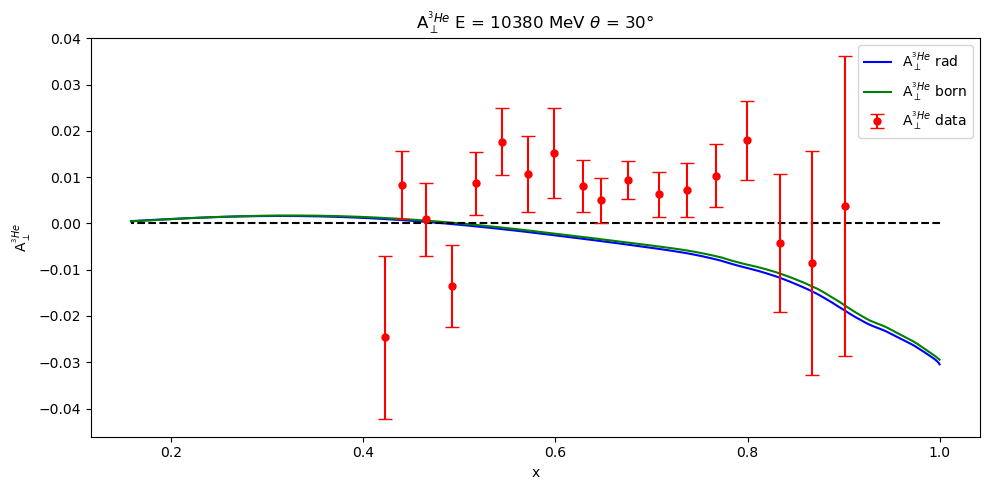 A⊥³ᴴᵉ E = 10380 MeV θ = 30°
A⊥³ᴴᵉ
0.04
0.03
0.02
0.01
0.00
−0.01
−0.02
−0.03
−0.04
A⊥³ᴴᵉ rad
A⊥³ᴴᵉ born
A⊥³ᴴᵉ data
0.2 0.4 0.6 0.8 1.0
x